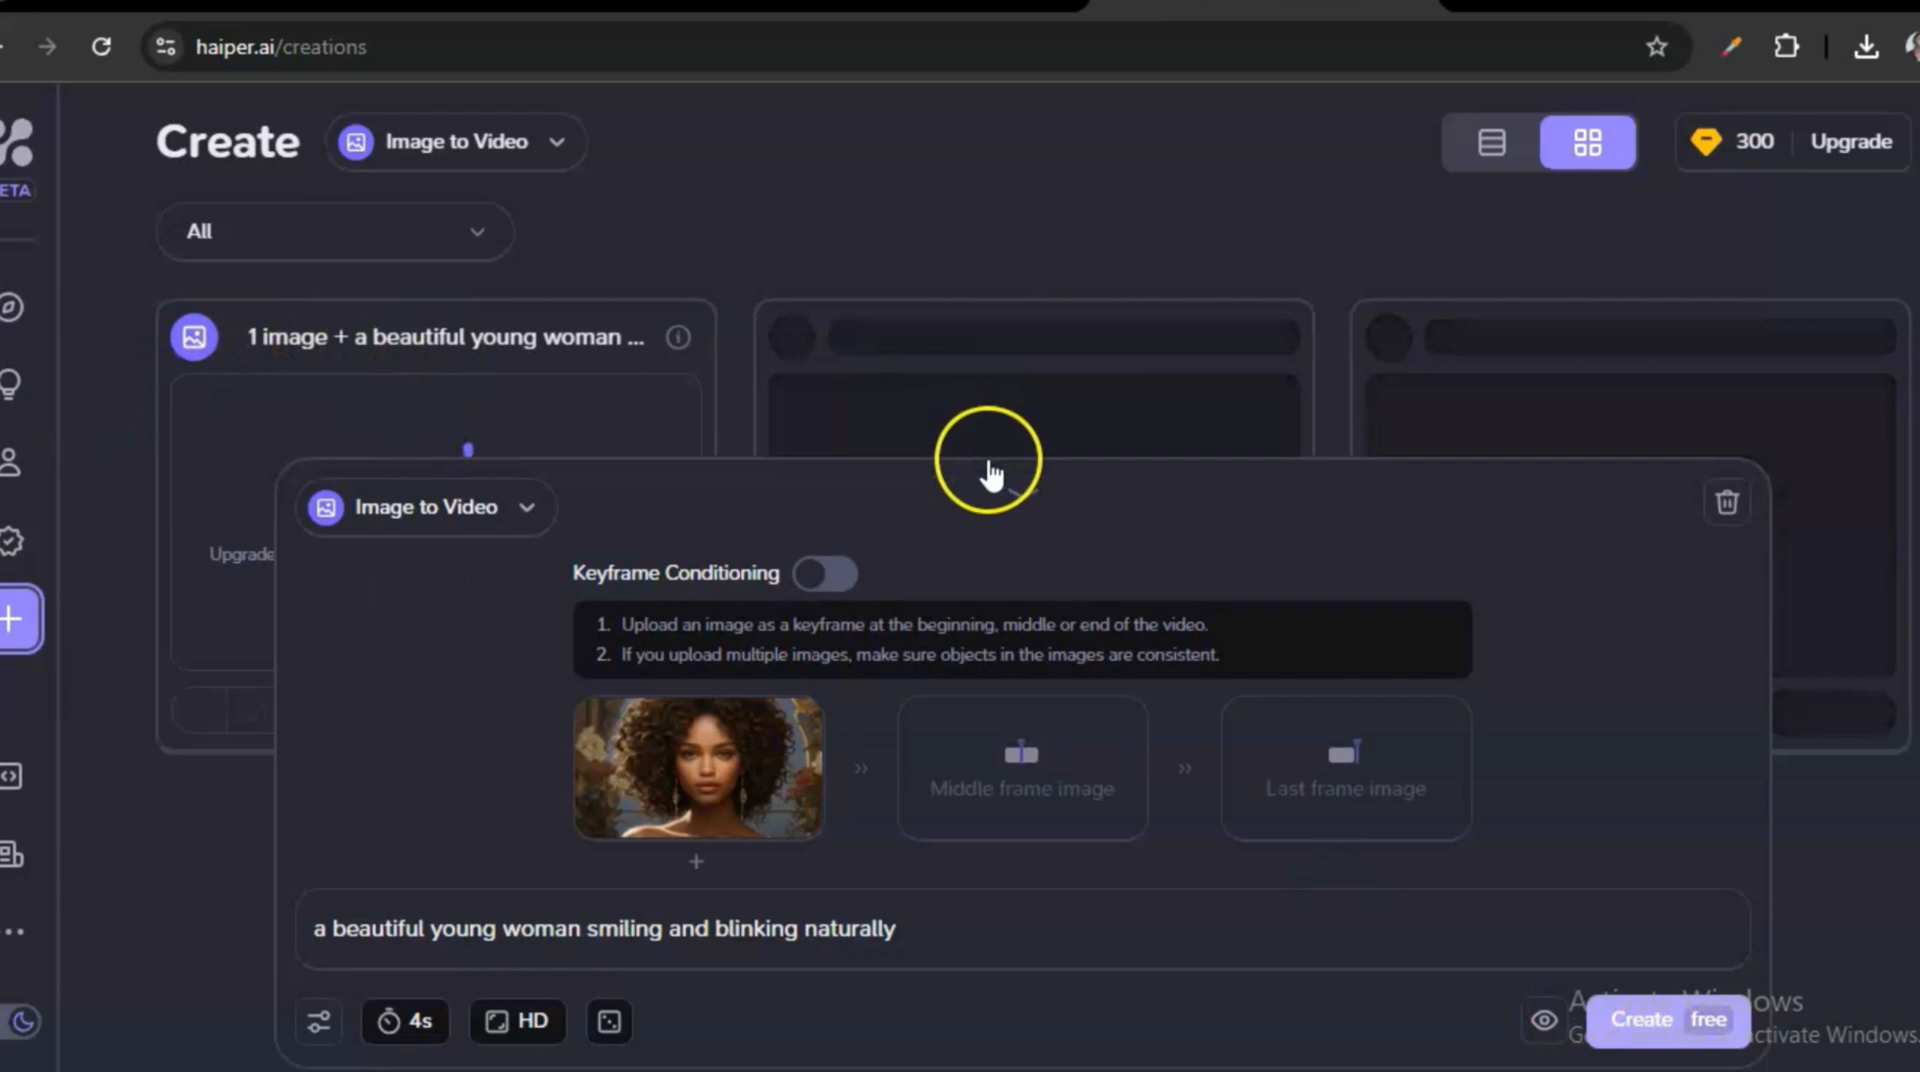 haiper.ai/creations
Create
Image to Video
300
Upgrade
ETA
All
1 image + a beautiful young woman ...
Image to Video
Upgrade
Keyframe Conditioning
1. Upload an image as a keyframe at the beginning, middle or end of the video.
2. If you upload multiple images, make sure objects in the images are consistent.
Middle frame image
Last frame image
a beautiful young woman smiling and blinking naturally
4s
HD
Create free